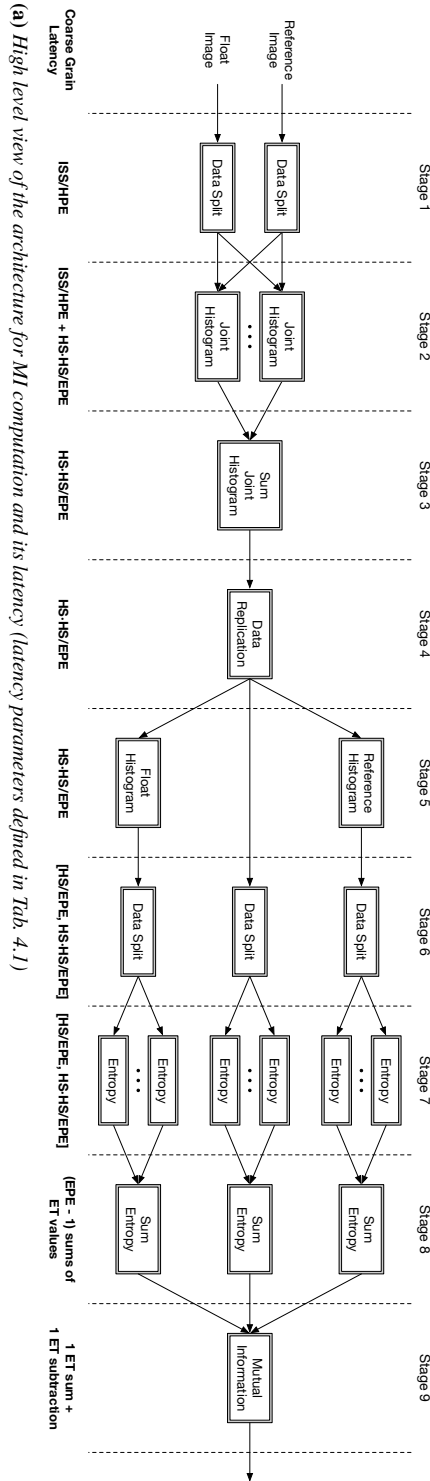 Stage 1
Stage 2
Stage 3
Stage 4
Stage 5
Stage 6
Stage 7
Stage 8
Stage 9
Reference
Image
Float
Image
Data Split
Data Split
Joint
Histogram
Joint
Histogram
Sum
Joint
Histogram
Data
Replication
Reference
Histogram
Float
Histogram
Data Split
Data Split
Data Split
Entropy
Entropy
Entropy
Entropy
Entropy
Entropy
Sum
Entropy
Sum
Entropy
Sum
Entropy
Mutual
Information
Coarse Grain
Latency
ISS/HPE
ISS/HPE + HS·HS/EPE
HS·HS/EPE
HS·HS/EPE
HS·HS/EPE
[HS/EPE, HS·HS/EPE]
[HS/EPE, HS·HS/EPE]
(EPE - 1) sums of
ET values
1 ET sum +
1 ET subtraction
(a) High level view of the architecture for MI computation and its latency (latency parameters defined in Tab. 4.1)